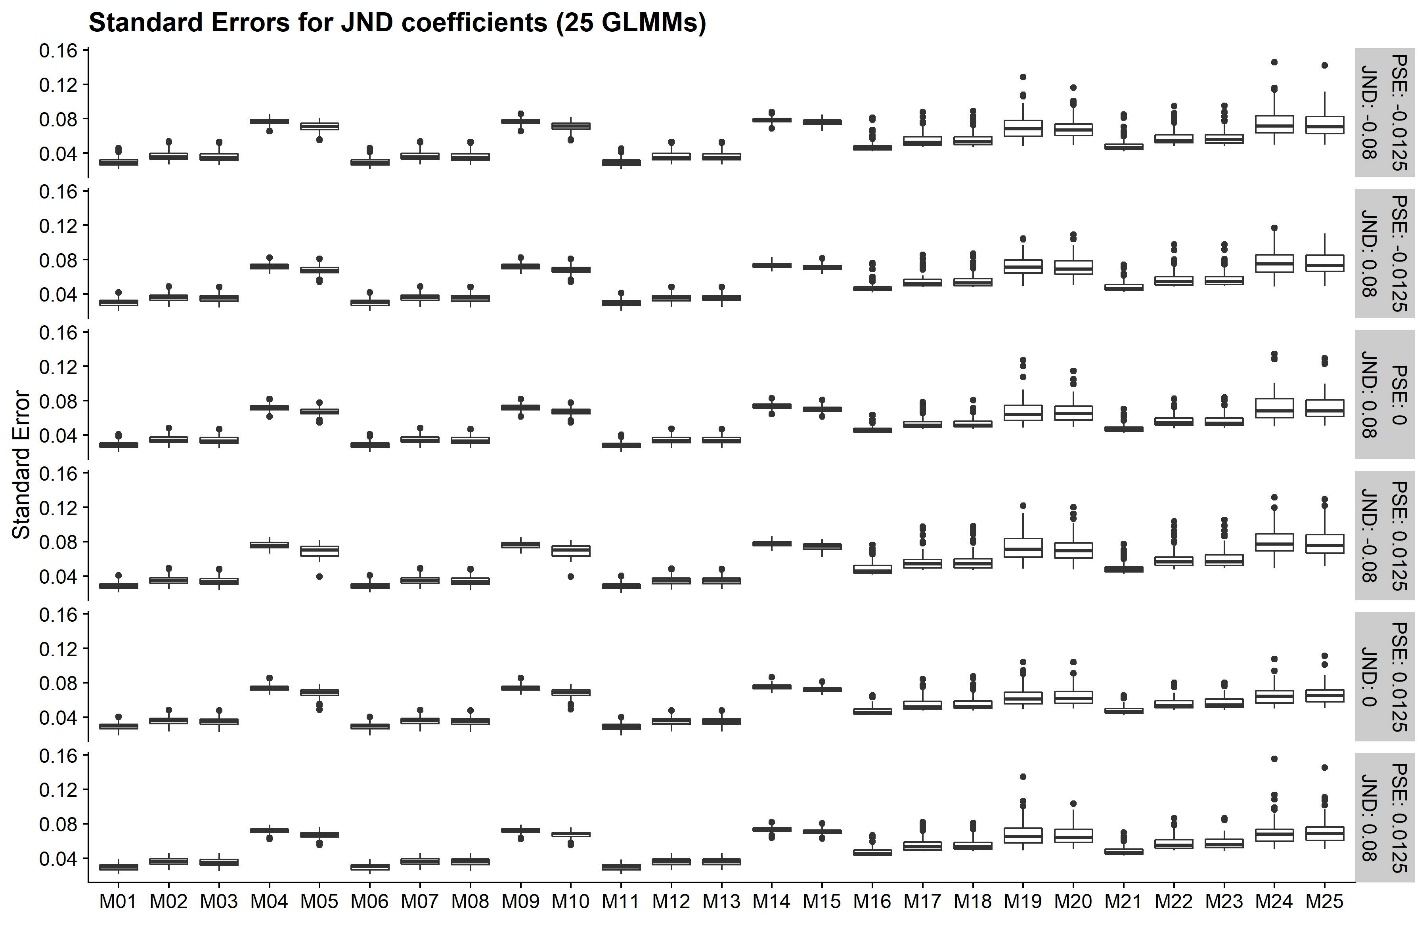 Standard Errors for JND coefficients (25 GLMMs)
Standard Error
0.16
0.12
0.08
0.04
PSE: -0.0125
JND: -0.08
0.16
0.12
0.08
0.04
PSE: -0.0125
JND: 0.08
0.16
0.12
0.08
0.04
PSE: 0
JND: 0.08
0.16
0.12
0.08
0.04
PSE: 0.0125
JND: -0.08
0.16
0.12
0.08
0.04
PSE: 0.0125
JND: 0
0.16
0.12
0.08
0.04
PSE: 0.0125
JND: 0.08
M01 M02 M03 M04 M05 M06 M07 M08 M09 M10 M11 M12 M13 M14 M15 M16 M17 M18 M19 M20 M21 M22 M23 M24 M25